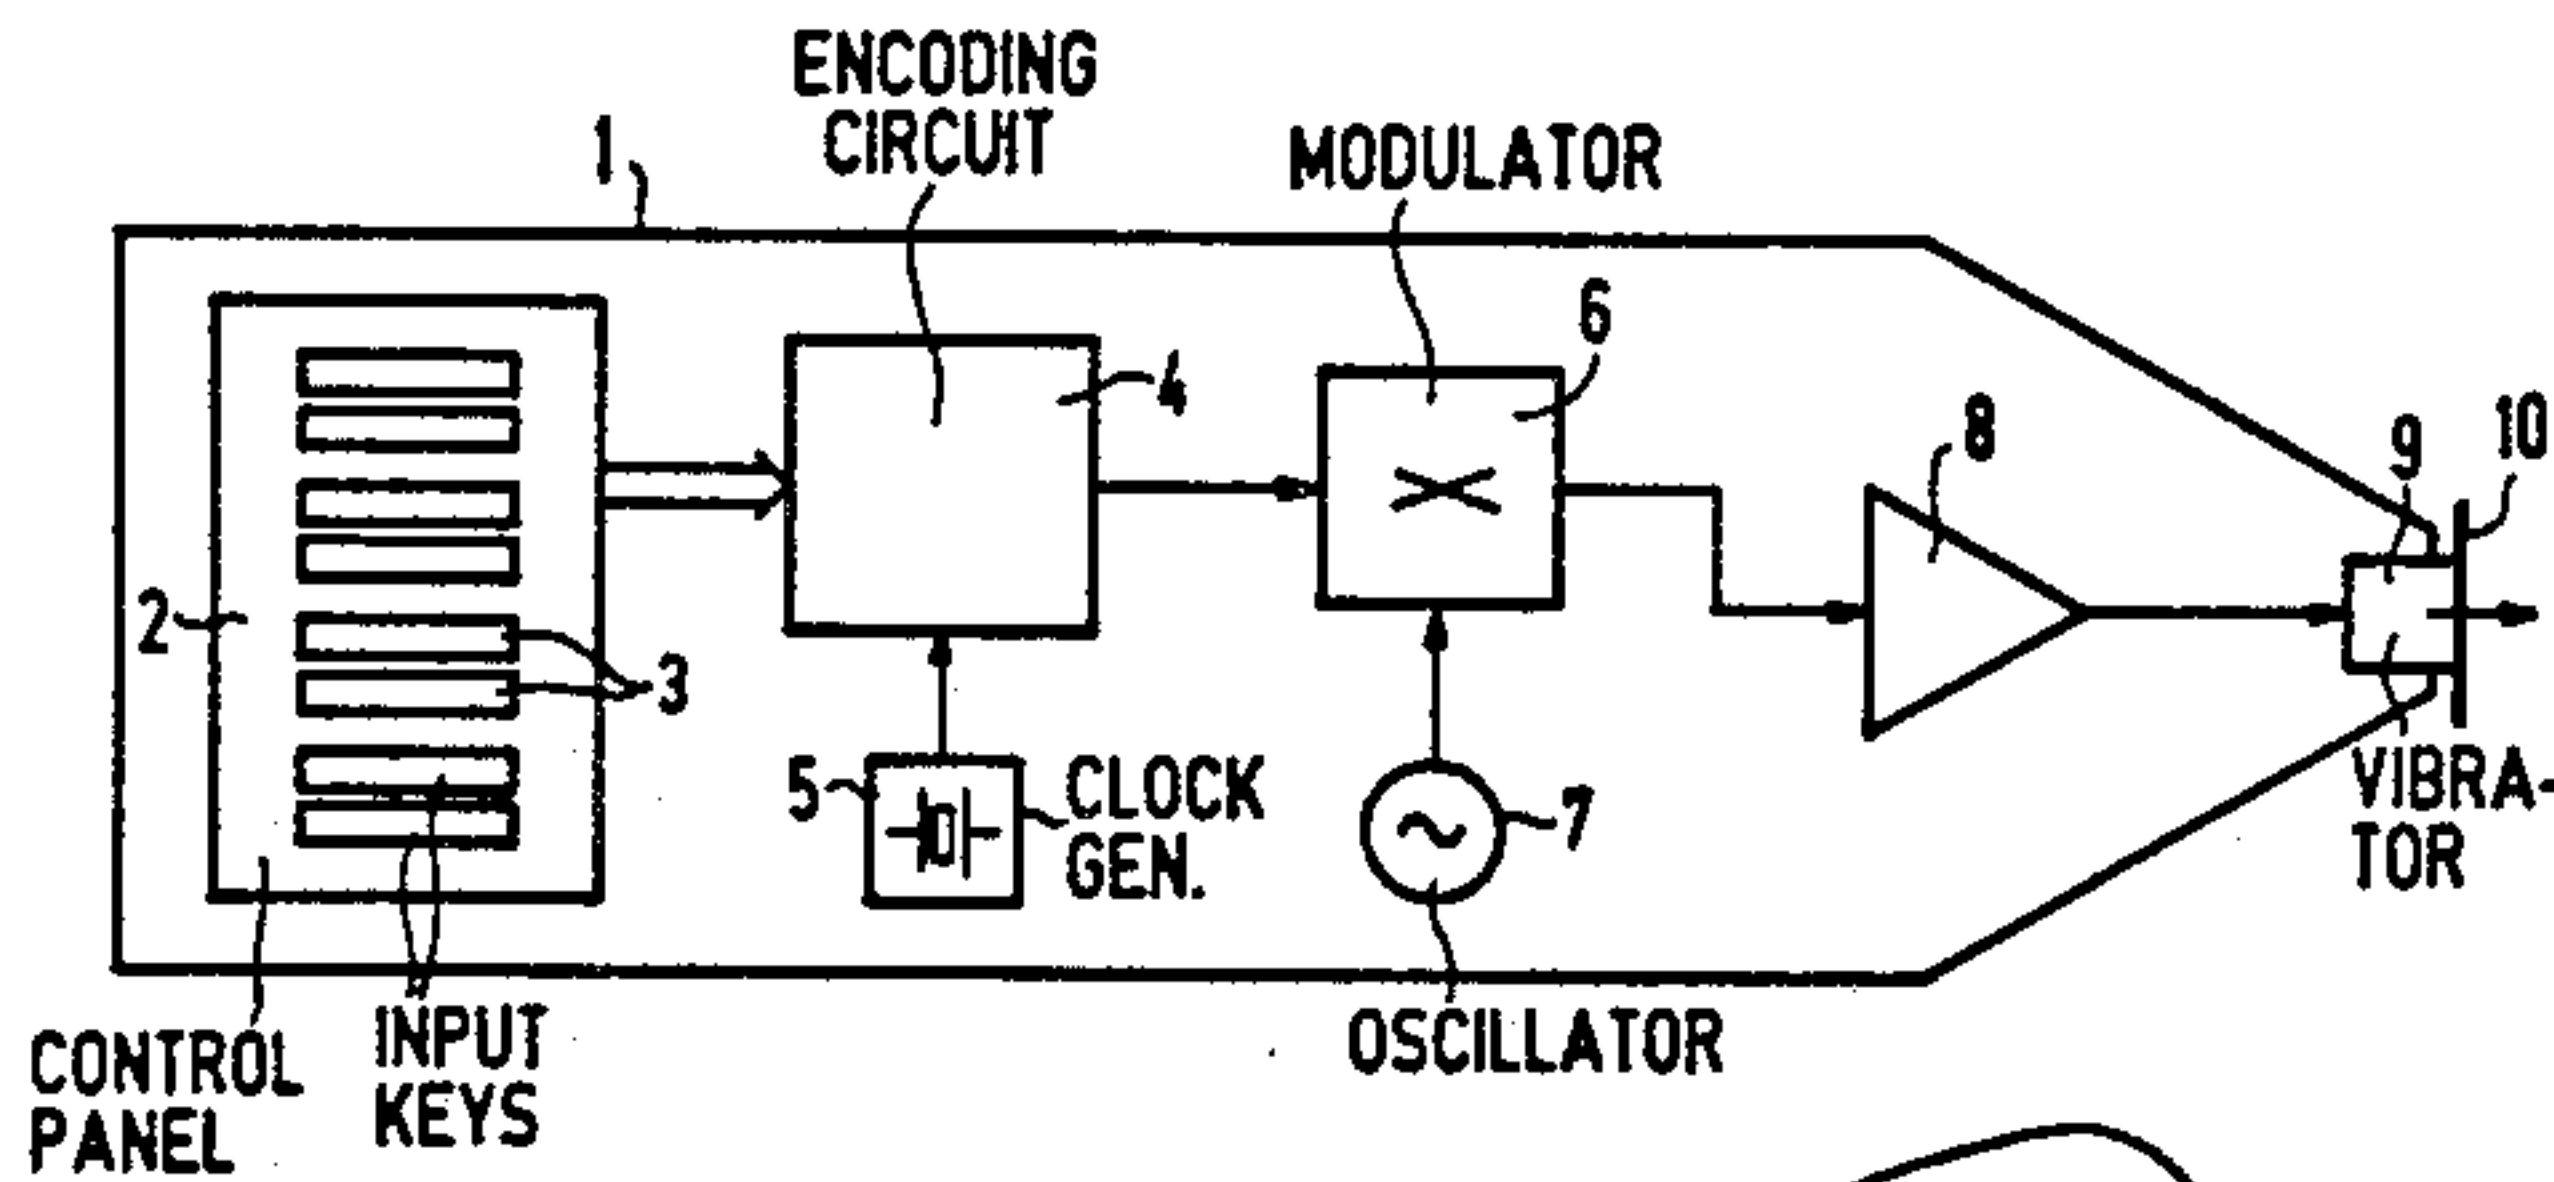 ENCODING
CIRCUIT
1
MODULATOR
6
4
8
9
10
2
3
5
CLOCK
GEN.
7
VIBRA-
TOR
OSCILLATOR
INPUT
KEYS
CONTROL
PANEL